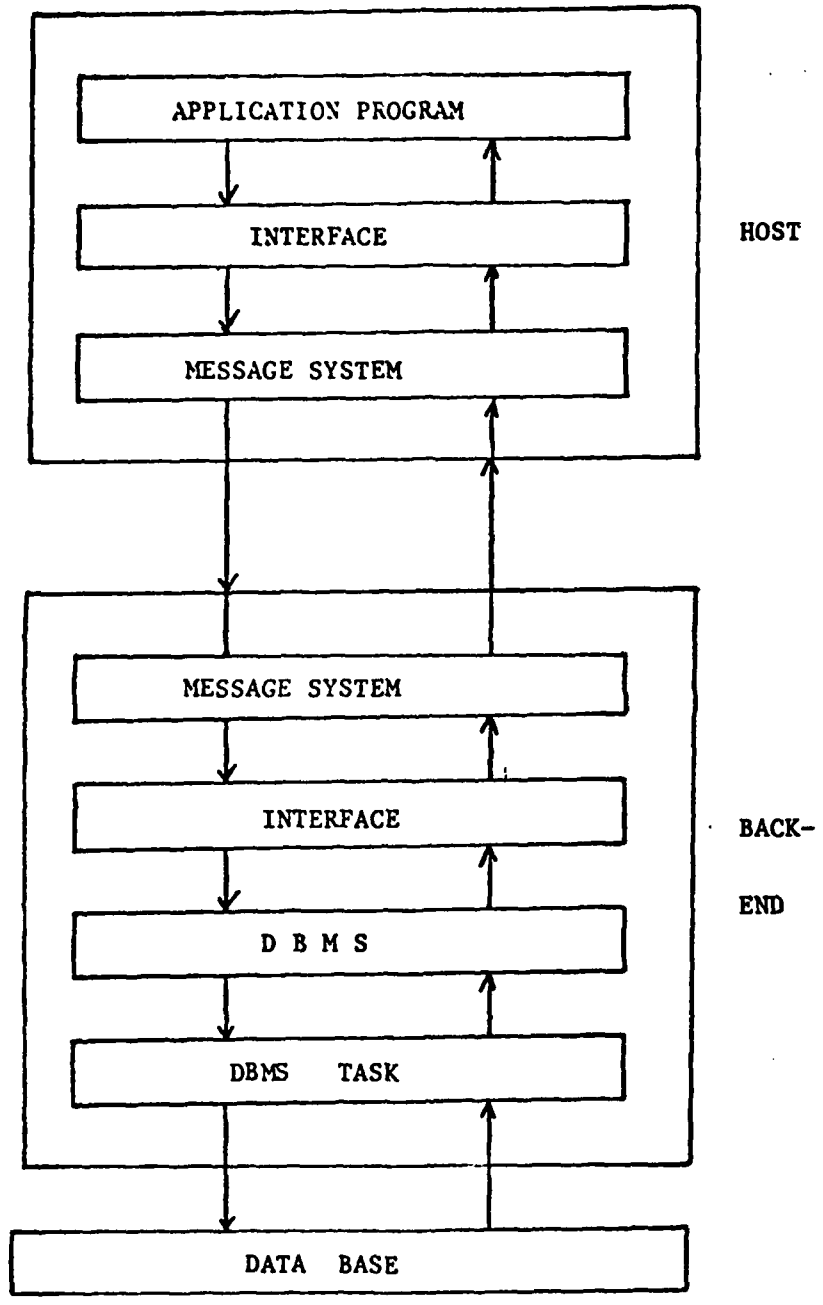 APPLICATION PROGRAM
INTERFACE
HOST
MESSAGE SYSTEM
MESSAGE SYSTEM
INTERFACE
BACK-
END
D B M S
DBMS TASK
DATA BASE